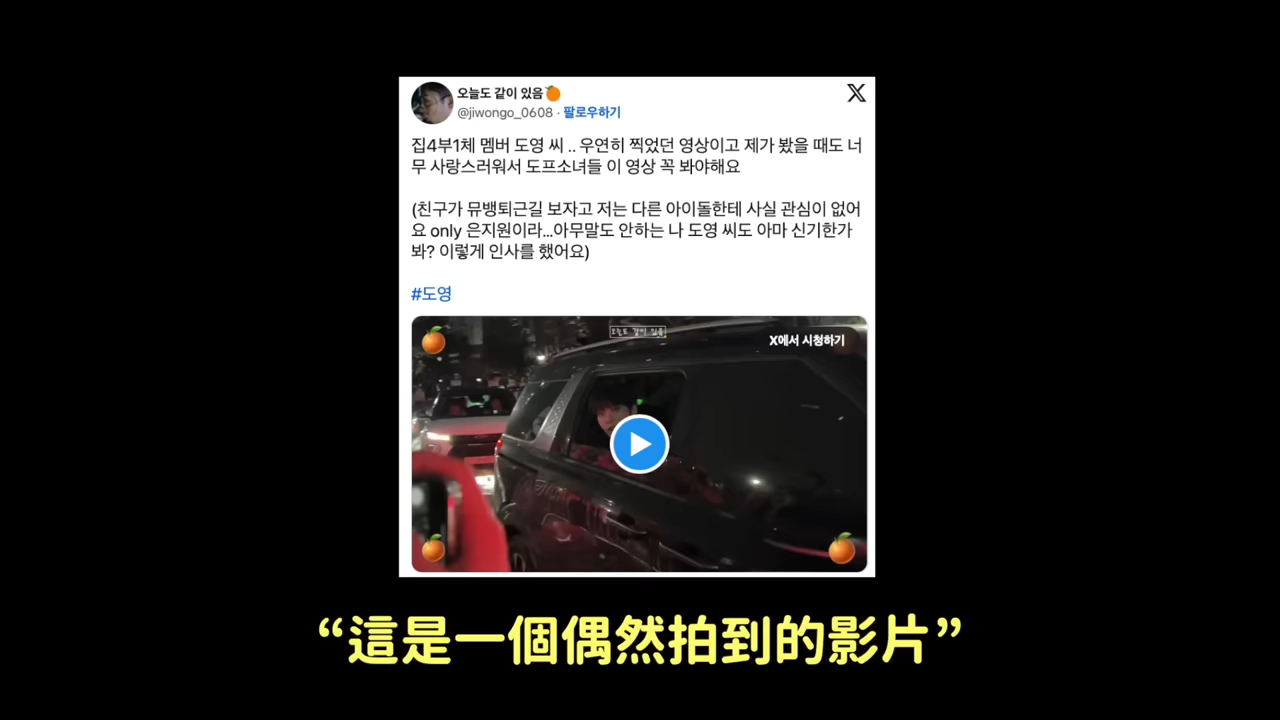 오늘도 같이 있음🍊
@jiwongo_0608 · 팔로우하기
집4부1체 멤버 도영 씨 .. 우연히 찍었던 영상이고 제가 봤을 때도 너
무 사랑스러워서 도프소녀들 이 영상 꼭 봐야해요
(친구가 뮤뱅퇴근길 보자고 저는 다른 아이돌한테 사실 관심이 없어
요 only 은지원이라...아무말도 안하는 나 도영 씨도 아마 신기한가
봐? 이렇게 인사를 했어요)
#도영
오늘도 같이 있음
X에서 시청하기
“這是一個偶然拍到的影片”